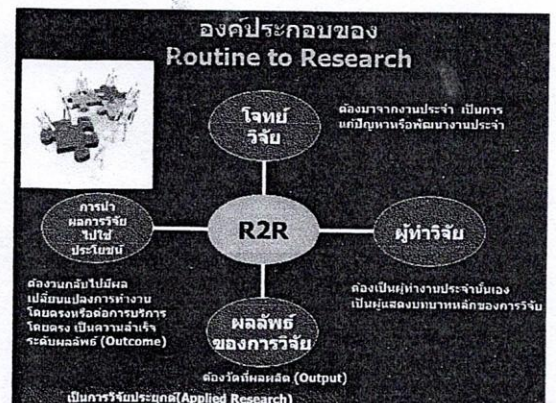 องค์ประกอบของ
Routine to Research
โจทย์
วิจัย
ต้องมาจากงานประจำ เป็นการ
แก้ปัญหาหรือพัฒนางานประจำ
การนำ
ผลการวิจัย
ไปใช้
ประโยชน์
R2R
ผู้ทำวิจัย
ต้องวนกลับไปมีผล
เปลี่ยนแปลงการทำงาน
โดยตรงหรือต่อการบริการ
โดยตรง เป็นความสำเร็จ
ระดับผลลัพธ์ (Outcome)
ต้องเป็นผู้ทำงานประจำนั้นเอง
เป็นผู้แสดงบทบาทหลักของการวิจัย
ผลลัพธ์
ของการวิจัย
ต้องวัดที่ผลผลิต (Output)
เป็นการวิจัยประยุกต์(Applied Research)